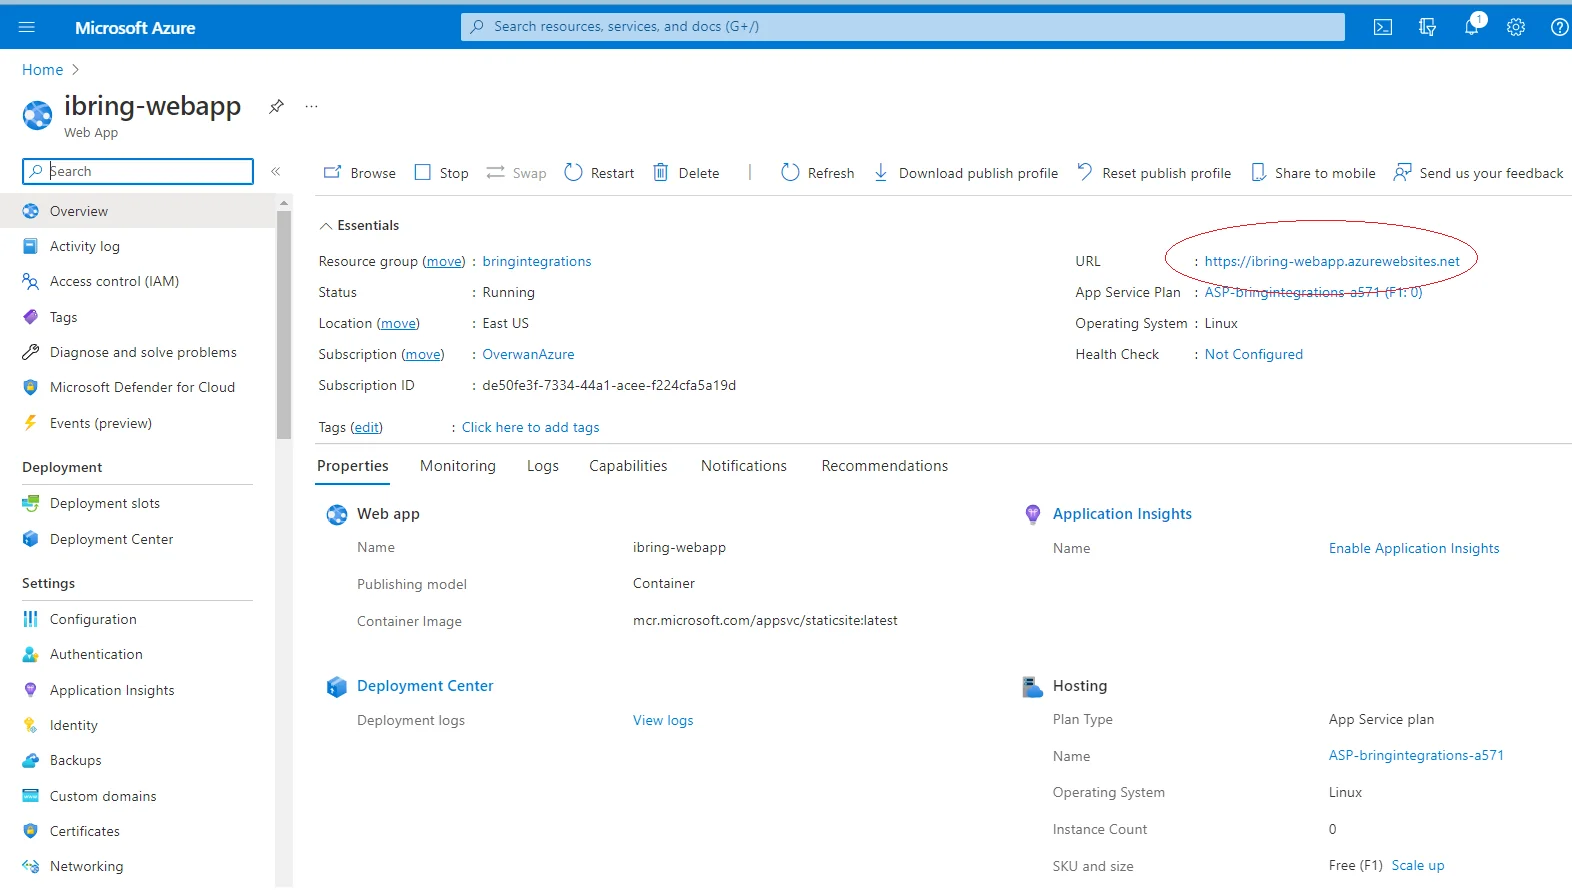 Microsoft Azure
Search resources, services, and docs (G+/)
1
Home
ibring-webapp
Web App
Search
Browse Stop Swap Restart Delete Refresh Download publish profile Reset publish profile Share to mobile Send us your feedback
Overview
Activity log
Access control (IAM)
Tags
Diagnose and solve problems
Microsoft Defender for Cloud
Events (preview)
Deployment
Deployment slots
Deployment Center
Settings
Configuration
Authentication
Application Insights
Identity
Backups
Custom domains
Certificates
Networking
Essentials
Resource group (move) : bringintegrations
Status : Running
Location (move) : East US
Subscription (move) : OverwanAzure
Subscription ID : de50fe3f-7334-44a1-acee-f224cfa5a19d
Tags (edit) : Click here to add tags
URL : https://ibring-webapp.azurewebsites.net
App Service Plan : ASP-bringintegrations-a571 (F1: 0)
Operating System : Linux
Health Check : Not Configured
Properties Monitoring Logs Capabilities Notifications Recommendations
Web app
Name ibring-webapp
Publishing model Container
Container Image mcr.microsoft.com/appsvc/staticsite:latest
Deployment Center
Deployment logs View logs
Application Insights
Name Enable Application Insights
Hosting
Plan Type App Service plan
Name ASP-bringintegrations-a571
Operating System Linux
Instance Count 0
SKU and size Free (F1) Scale up